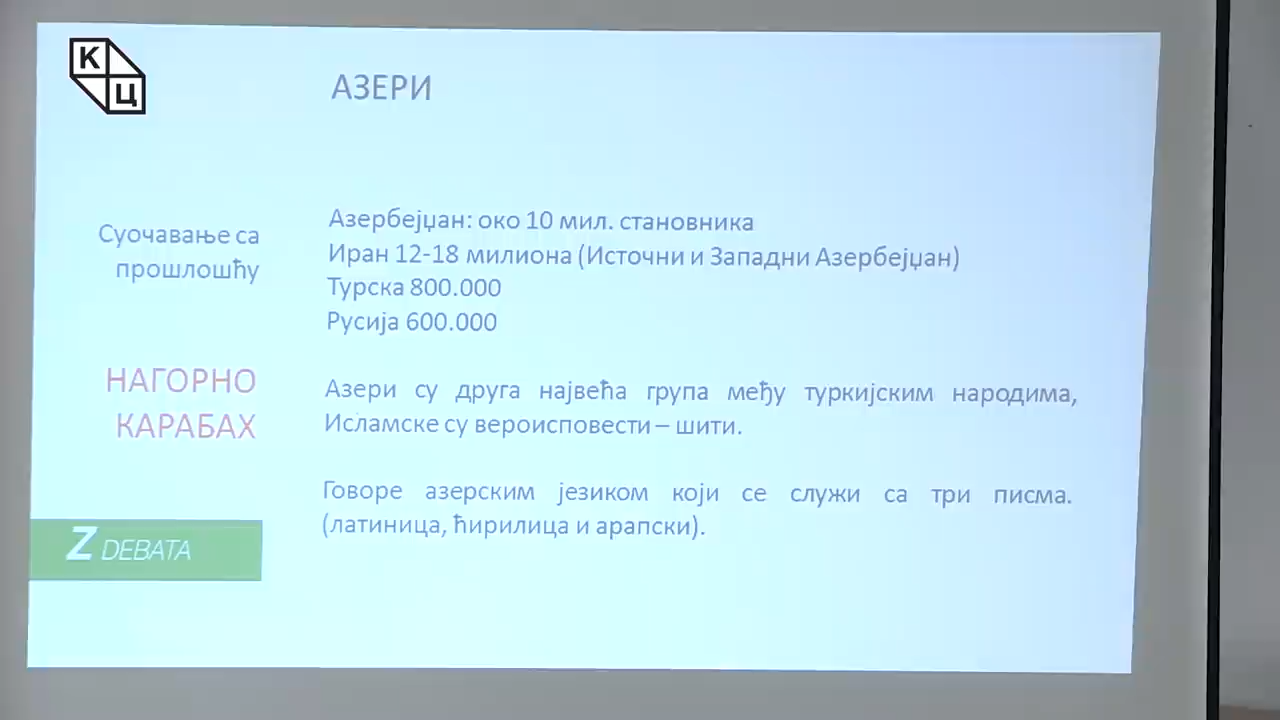 К
Ц
АЗЕРИ
Суочавање са
прошлошћу
НАГОРНО
КАРАБАХ
Z DEBATA
Азербејџан: око 10 мил. становника
Иран 12-18 милиона (Источни и Западни Азербејџан)
Турска 800.000
Русија 600.000
Азери су друга највећа група међу туркијским народима,
Исламске су вероисповести – шити.
Говоре азерским језиком који се служи са три писма.
(латиница, ћирилица и арапски).